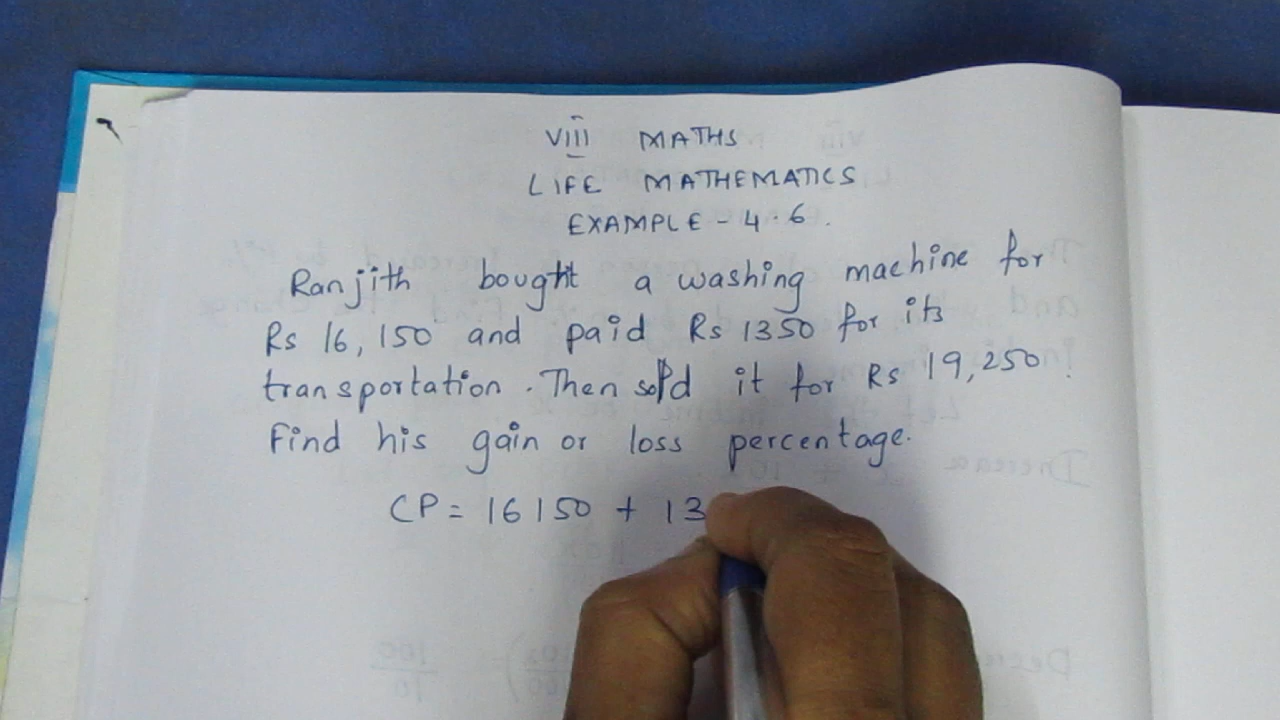 viii MATHS
LIFE MATHEMATICS
EXAMPLE - 4.6.
Ranjith bought a washing machine for
Rs 16,150 and paid Rs 1350 for its
transportation. Then sold it for Rs 19,250.
Find his gain or loss percentage.
CP = 16150 + 13